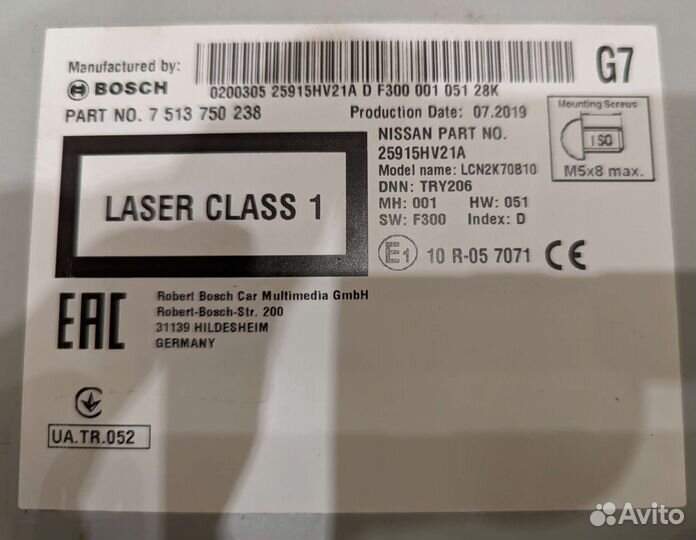 Manufactured by:
BOSCH
0200305 25915HV21A D F300 001 051 28K
G7
PART NO. 7 513 750 238
Production Date: 07.2019
NISSAN PART NO.
25915HV21A
Model name: LCN2K70B10
DNN: TRY206
MH: 001 HW: 051
SW: F300 Index: D
Mounting Screws
ISO
M5x8 max.
LASER CLASS 1
E1 10 R-05 7071 CE
EAC
Robert Bosch Car Multimedia GmbH
Robert-Bosch-Str. 200
31139 HILDESHEIM
GERMANY
UA.TR.052
Avito